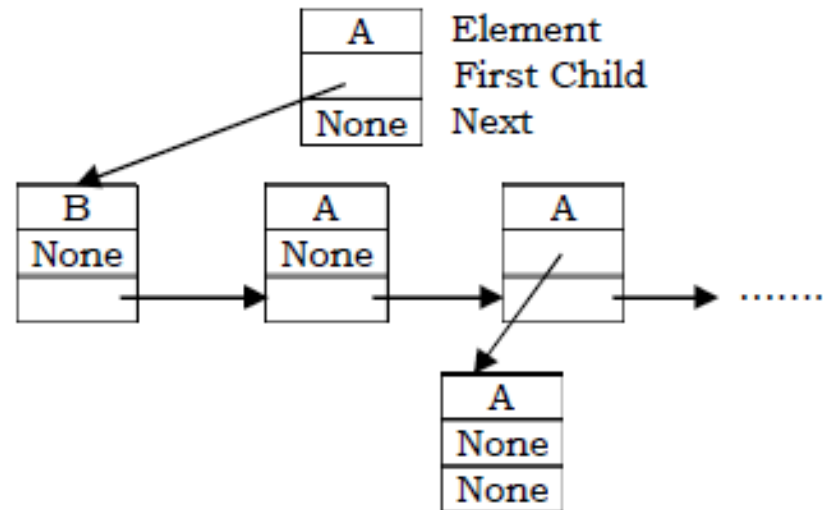 A Element
First Child
None Next
B A A
None None
.......
A
None
None